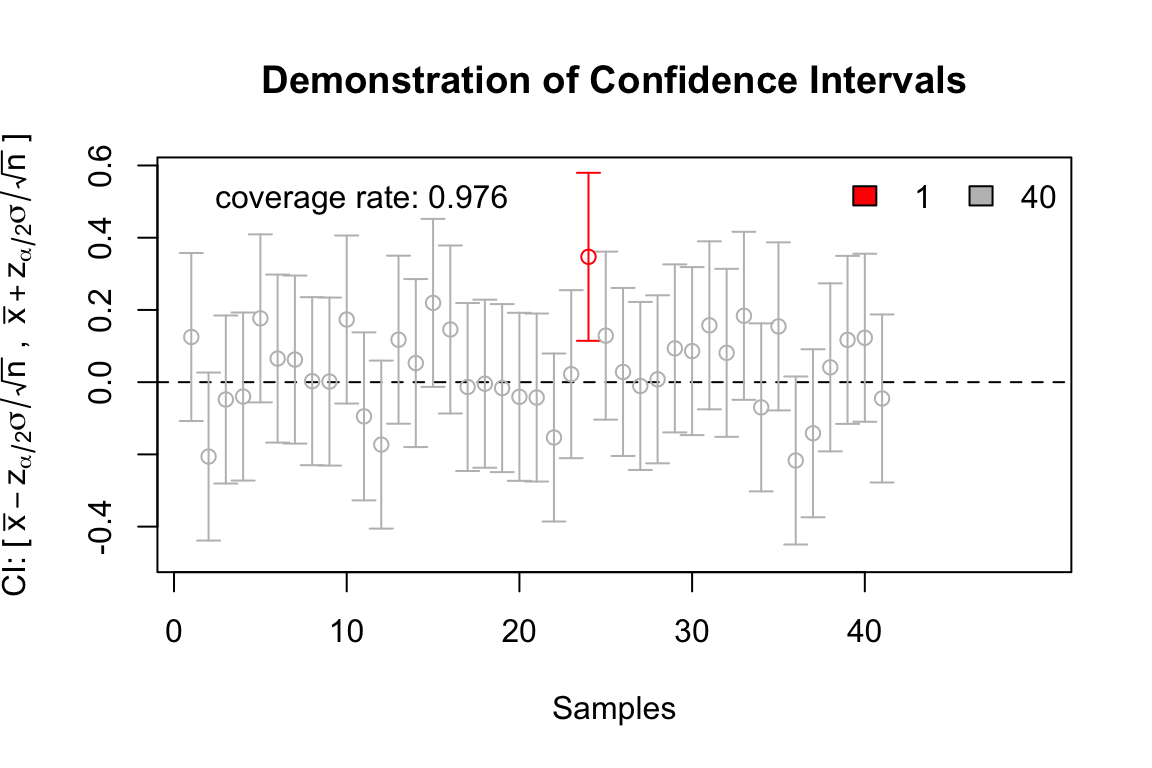 Demonstration of Confidence Intervals
CI: [ x̅ − zα/2σ/√n , x̅ + zα/2σ/√n ]
0.6
0.4
0.2
0.0
-0.4
coverage rate: 0.976
1
40
0 10 20 30 40
Samples